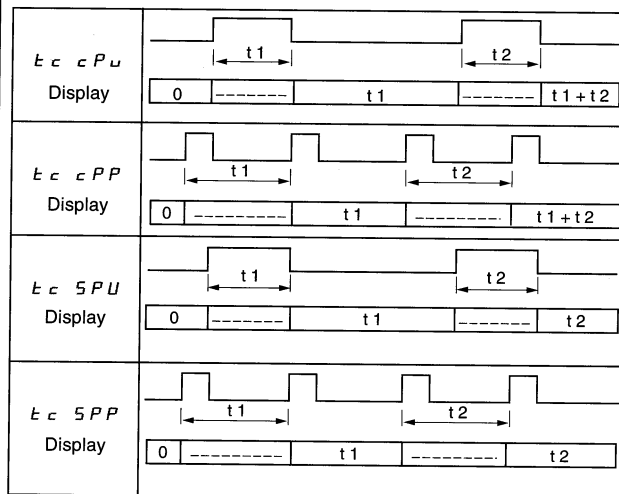 t1 t2
tc cPu
Display
0 -------- t1 -------- t1+t2
t1 t2
tc cPP
Display
0 --------- t1 --------- t1+t2
t1 t2
tc SPU
Display
0 -------- t1 -------- t2
t1 t2
tc SPP
Display
0 --------- t1 --------- t2